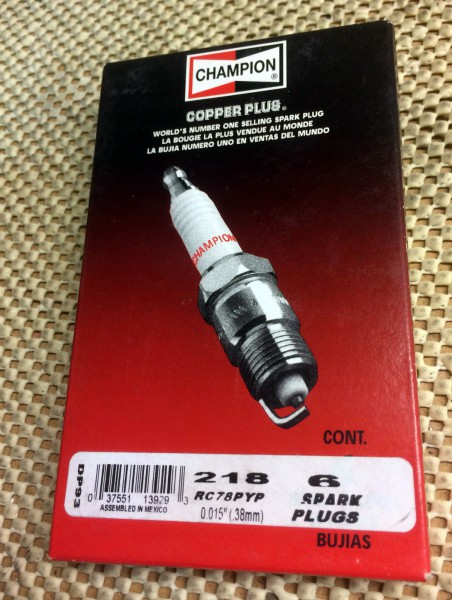 CHAMPION
®
COPPER PLUS®
WORLD'S NUMBER ONE SELLING SPARK PLUG
LA BOUGIE LA PLUS VENDUE AU MONDE
LA BUJIA NUMERO UNO EN VENTAS DEL MUNDO
CHAMPION
CONT.
DP93
0 37551 13929 3
ASSEMBLED IN MEXICO
218
RC78PYP
0.015" (.38mm)
6
SPARK
PLUGS
BUJIAS